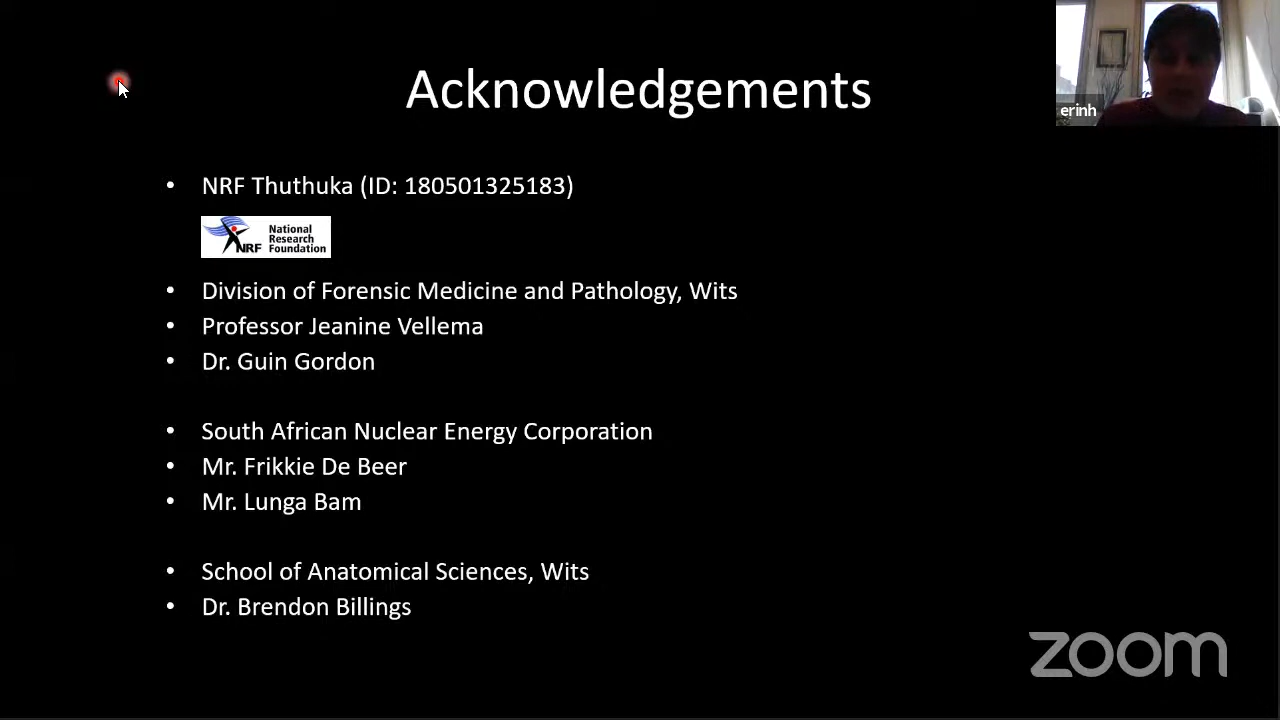 Acknowledgements
erinh
• NRF Thuthuka (ID: 180501325183)
NRF National
Research
Foundation
• Division of Forensic Medicine and Pathology, Wits
• Professor Jeanine Vellema
• Dr. Guin Gordon
• South African Nuclear Energy Corporation
• Mr. Frikkie De Beer
• Mr. Lunga Bam
• School of Anatomical Sciences, Wits
• Dr. Brendon Billings
zoom